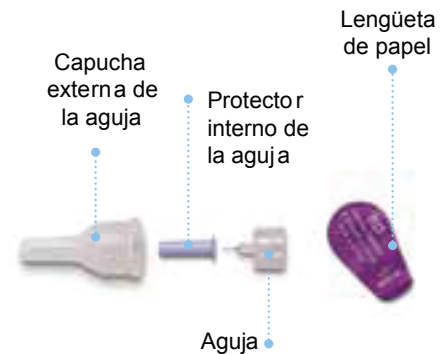 Lengüeta
de papel
Capucha
externa de
la aguja
Protector
interno de
la aguja
Aguja